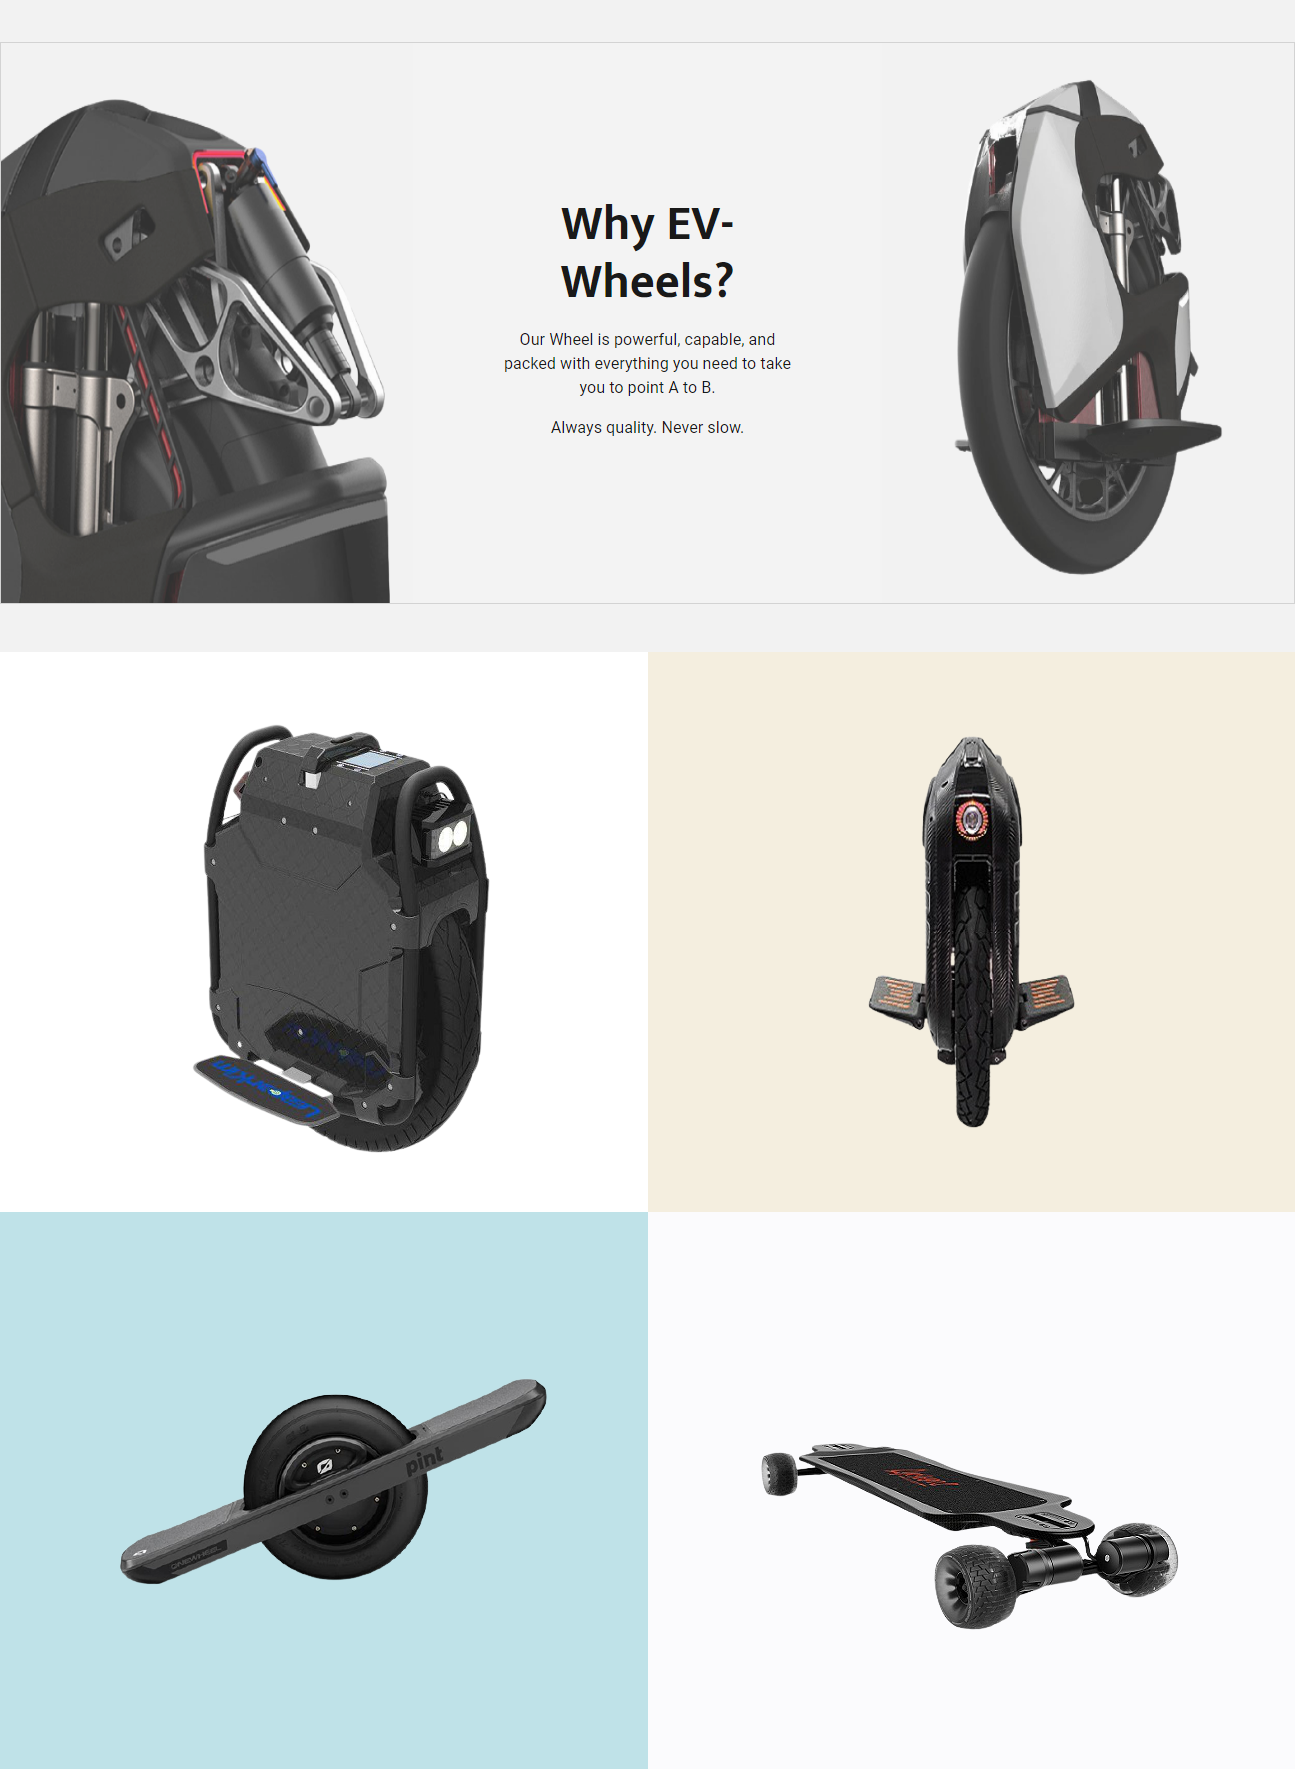 Why EV-
Wheels?
Our Wheel is powerful, capable, and
packed with everything you need to take
you to point A to B.
Always quality. Never slow.
pint